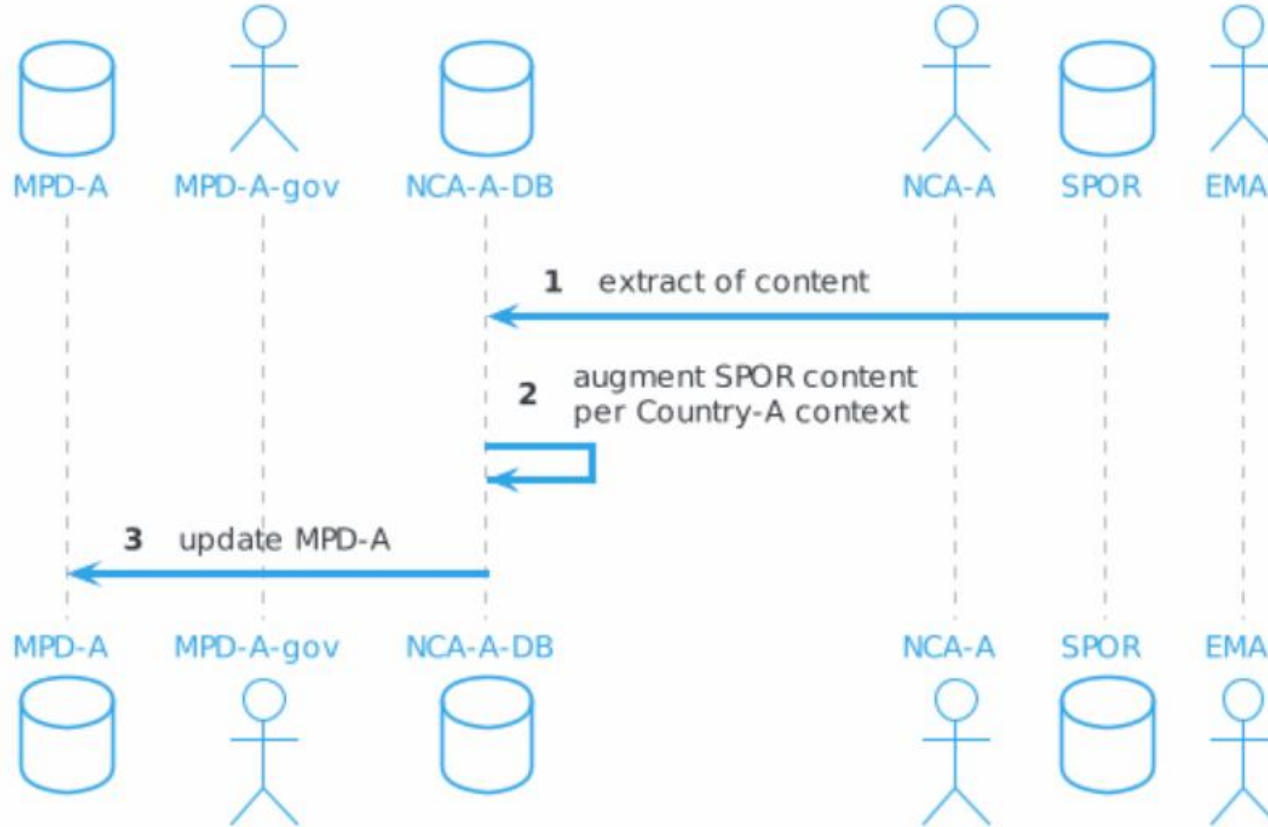 MPD-A MPD-A-gov NCA-A-DB NCA-A SPOR EMA
1 extract of content
2 augment SPOR content
per Country-A context
3 update MPD-A
MPD-A MPD-A-gov NCA-A-DB NCA-A SPOR EMA